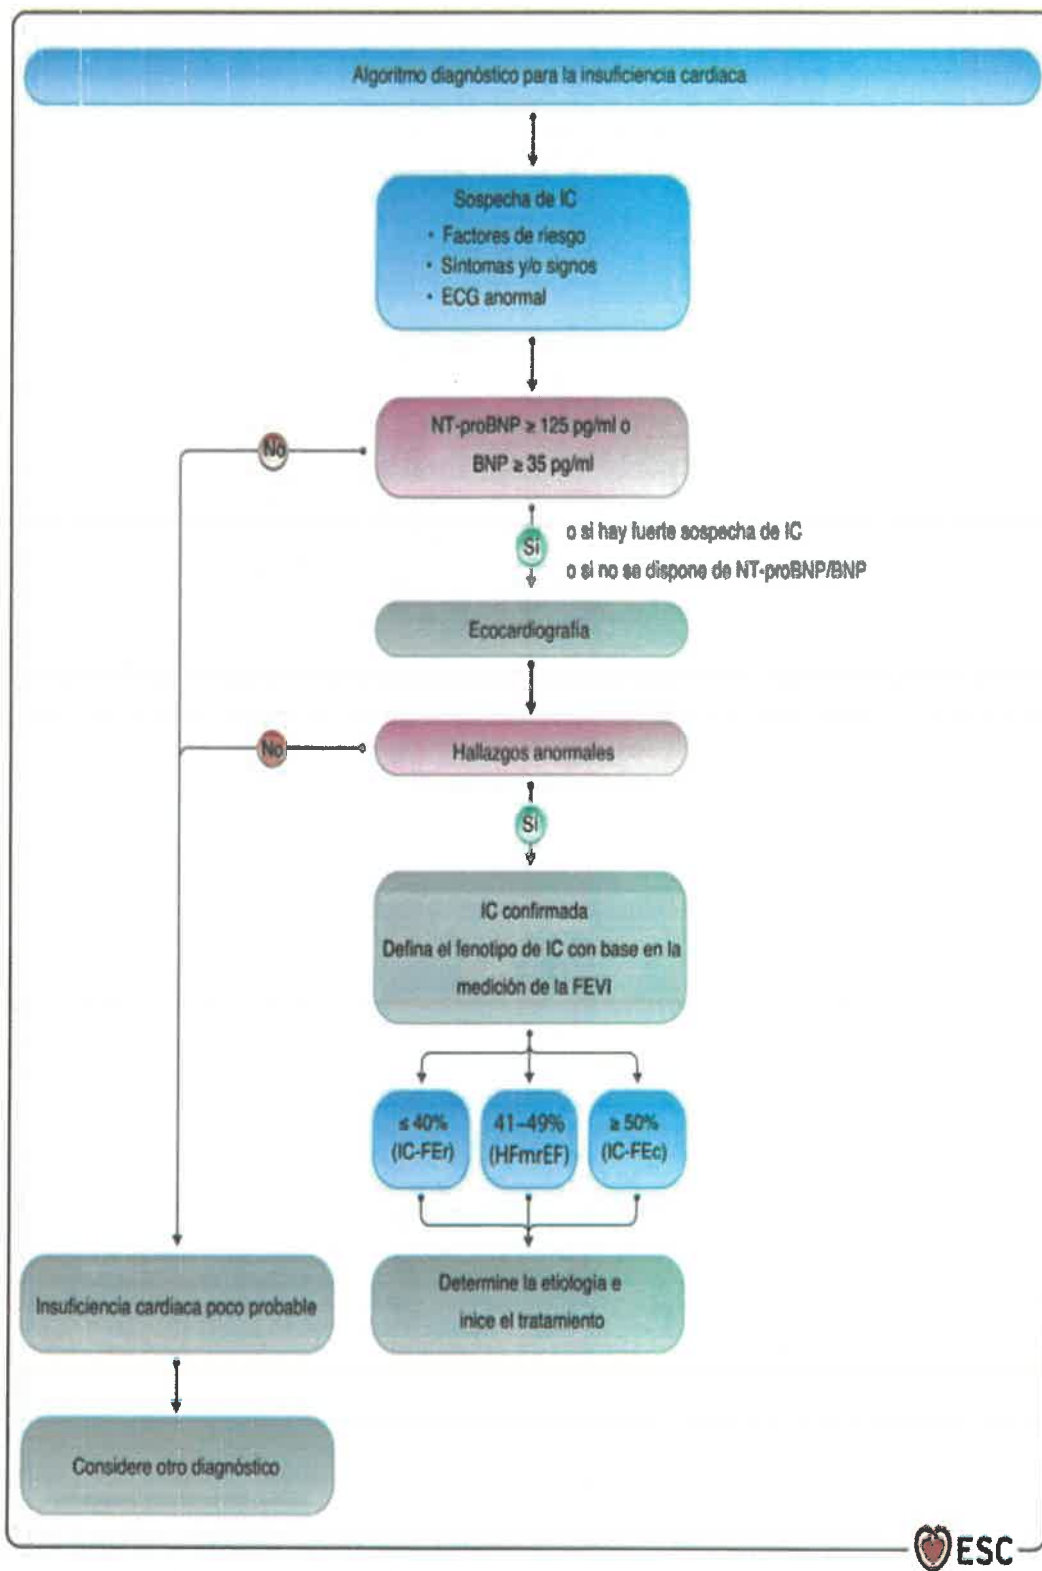 Algoritmo diagnóstico para la insuficiencia cardiaca
Sospecha de IC
• Factores de riesgo
• Síntomas y/o signos
• ECG anormal
NT-proBNP ≥ 125 pg/ml o
BNP ≥ 35 pg/ml
No
Sí
o si hay fuerte sospecha de IC
o si no se dispone de NT-proBNP/BNP
Ecocardiografía
Hallazgos anormales
No
Sí
IC confirmada
Defina el fenotipo de IC con base en la
medición de la FEVI
≤ 40%
(IC-FEr)
41–49%
(HFmrEF)
≥ 50%
(IC-FEc)
Insuficiencia cardiaca poco probable
Determine la etiología e
inice el tratamiento
Considere otro diagnóstico
ESC